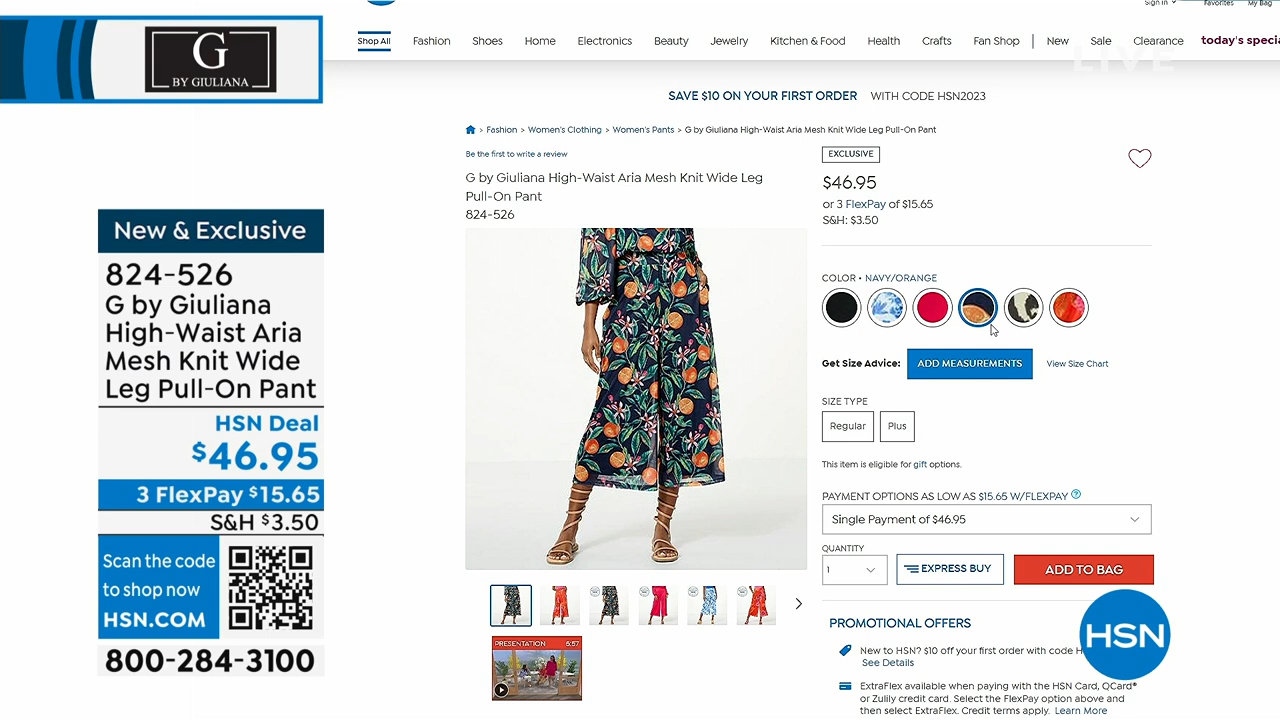 G
BY GIULIANA
New & Exclusive
824-526
G by Giuliana
High-Waist Aria
Mesh Knit Wide
Leg Pull-On Pant
HSN Deal
$46.95
3 FlexPay $15.65
S&H $3.50
Scan the code
to shop now
HSN.COM
800-284-3100
Sign in
Favorites
My Bag
Shop All
Fashion
Shoes
Home
Electronics
Beauty
Jewelry
Kitchen & Food
Health
Crafts
Fan Shop
New
Sale
Clearance
today's specia
LIVE
SAVE $10 ON YOUR FIRST ORDER WITH CODE HSN2023
> Fashion > Women's Clothing > Women's Pants > G by Giuliana High-Waist Aria Mesh Knit Wide Leg Pull-On Pant
Be the first to write a review
G by Giuliana High-Waist Aria Mesh Knit Wide Leg
Pull-On Pant
824-526
PRESENTATION 5:57
EXCLUSIVE
$46.95
or 3 FlexPay of $15.65
S&H: $3.50
COLOR • NAVY/ORANGE
Get Size Advice: ADD MEASUREMENTS View Size Chart
SIZE TYPE
Regular
Plus
This item is eligible for gift options.
PAYMENT OPTIONS AS LOW AS $15.65 W/FLEXPAY ?
Single Payment of $46.95
QUANTITY
1
EXPRESS BUY
ADD TO BAG
PROMOTIONAL OFFERS
New to HSN? $10 off your first order with code H
See Details
ExtraFlex available when paying with the HSN Card, QCard®
or Zulily credit card. Select the FlexPay option above and
then select ExtraFlex. Credit terms apply. Learn More
HSN